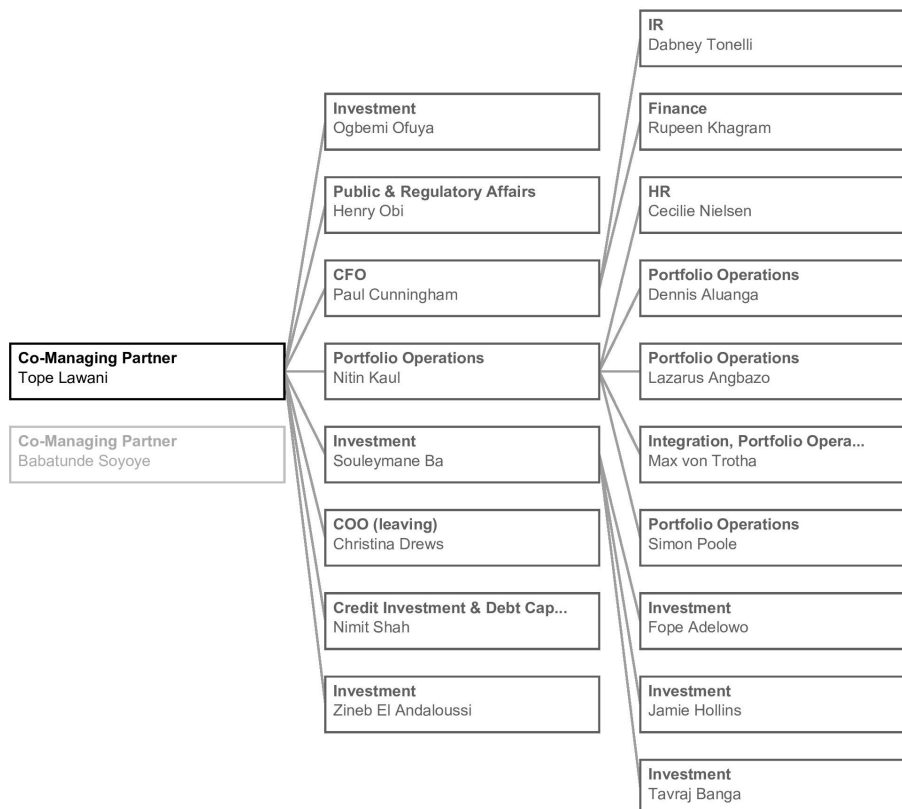 Co-Managing Partner
Tope Lawani
Co-Managing Partner
Babatunde Soyoye
Investment
Ogbemi Ofuya
Public & Regulatory Affairs
Henry Obi
CFO
Paul Cunningham
Portfolio Operations
Nitin Kaul
Investment
Souleymane Ba
COO (leaving)
Christina Drews
Credit Investment & Debt Cap...
Nimit Shah
Investment
Zineb El Andaloussi
IR
Dabney Tonelli
Finance
Rupeen Khagram
HR
Cecilie Nielsen
Portfolio Operations
Dennis Aluanga
Portfolio Operations
Lazarus Angbazo
Integration, Portfolio Opera...
Max von Trotha
Portfolio Operations
Simon Poole
Investment
Fope Adelowo
Investment
Jamie Hollins
Investment
Tavraj Banga